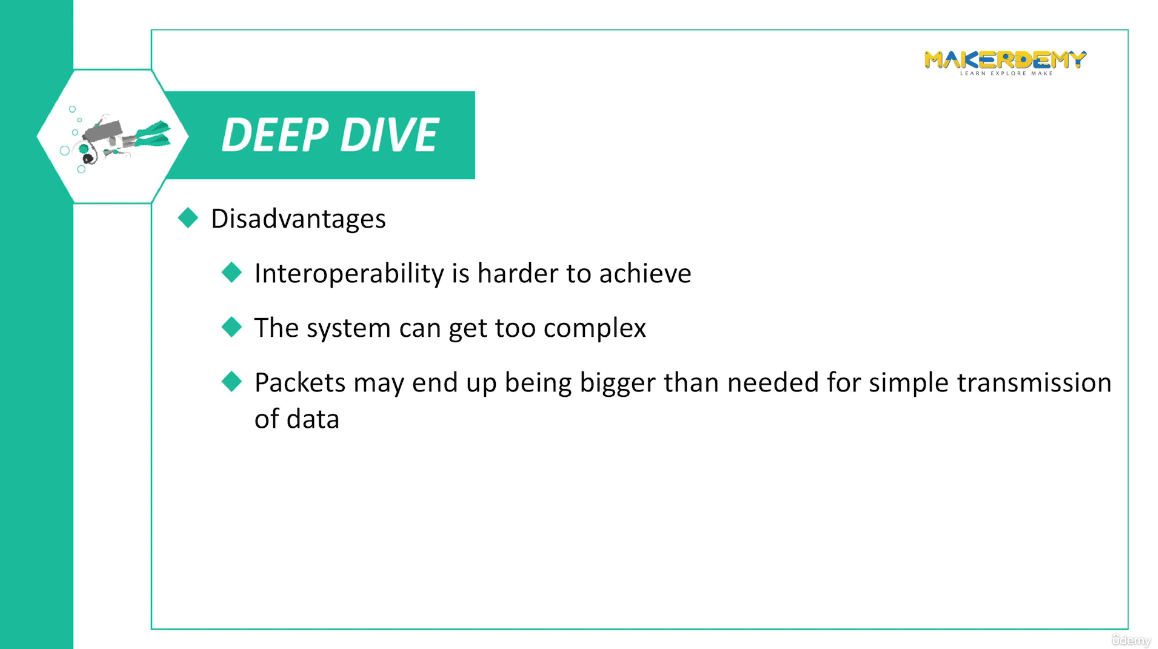 MAKERDEMY
LEARN EXPLORE MAKE
DEEP DIVE
Disadvantages
Interoperability is harder to achieve
The system can get too complex
Packets may end up being bigger than needed for simple transmission
of data
ûdemy